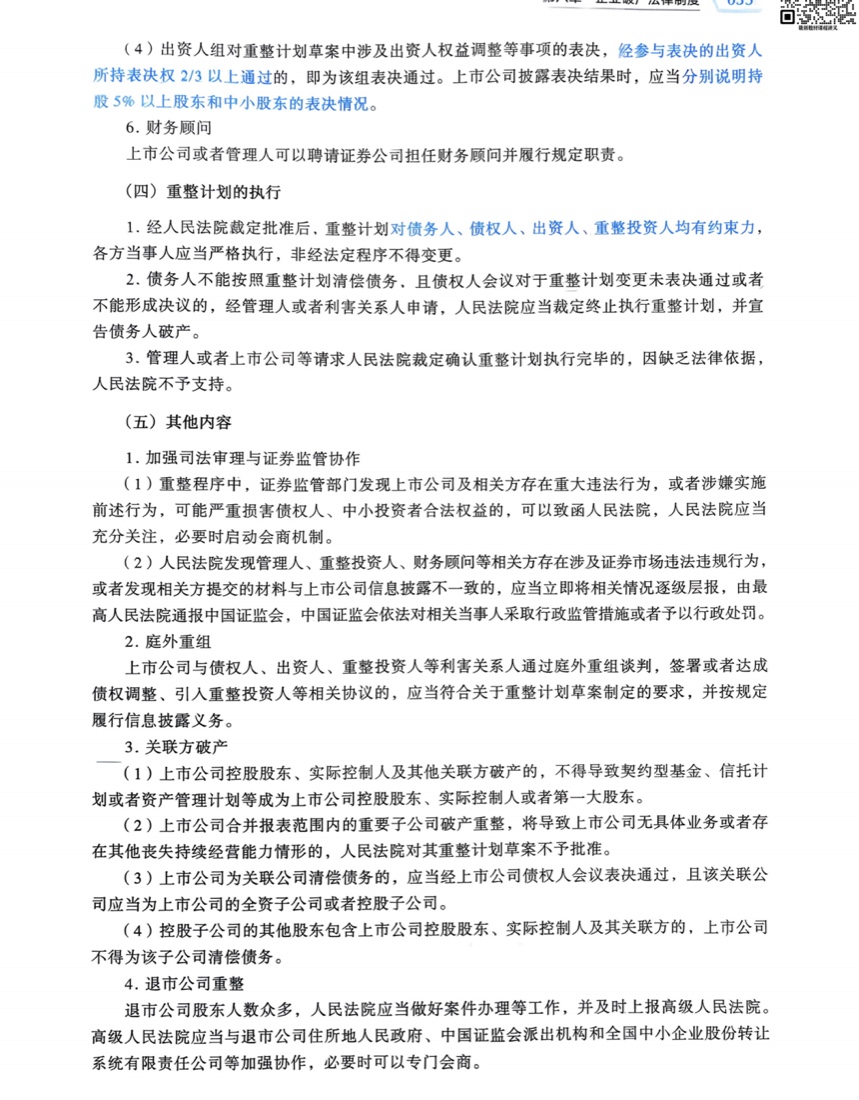 第八章 企业破产法律制度
（4）出资人组对重整计划草案中涉及出资人权益调整等事项的表决，经参与表决的出资人
所持表决权 2/3 以上通过的，即为该组表决通过。上市公司披露表决结果时，应当分别说明持
股 5% 以上股东和中小股东的表决情况。
6. 财务顾问
上市公司或者管理人可以聘请证券公司担任财务顾问并履行规定职责。
（四）重整计划的执行
1. 经人民法院裁定批准后，重整计划对债务人、债权人、出资人、重整投资人均有约束力，
各方当事人应当严格执行，非经法定程序不得变更。
2. 债务人不能按照重整计划清偿债务，且债权人会议对于重整计划变更未表决通过或者
不能形成决议的，经管理人或者利害关系人申请，人民法院应当裁定终止执行重整计划，并宣
告债务人破产。
3. 管理人或者上市公司等请求人民法院裁定确认重整计划执行完毕的，因缺乏法律依据，
人民法院不予支持。
（五）其他内容
1. 加强司法审理与证券监管协作
（1）重整程序中，证券监管部门发现上市公司及相关方存在重大违法行为，或者涉嫌实施
前述行为，可能严重损害债权人、中小投资者合法权益的，可以致函人民法院，人民法院应当
充分关注，必要时启动会商机制。
（2）人民法院发现管理人、重整投资人、财务顾问等相关方存在涉及证券市场违法违规行为，
或者发现相关方提交的材料与上市公司信息披露不一致的，应当立即将相关情况逐级层报，由最
高人民法院通报中国证监会，中国证监会依法对相关当事人采取行政监管措施或者予以行政处罚。
2. 庭外重组
上市公司与债权人、出资人、重整投资人等利害关系人通过庭外重组谈判，签署或者达成
债权调整、引入重整投资人等相关协议的，应当符合关于重整计划草案制定的要求，并按规定
履行信息披露义务。
3. 关联方破产
（1）上市公司控股股东、实际控制人及其他关联方破产的，不得导致契约型基金、信托计
划或者资产管理计划等成为上市公司控股股东、实际控制人或者第一大股东。
（2）上市公司合并报表范围内的重要子公司破产重整，将导致上市公司无具体业务或者存
在其他丧失持续经营能力情形的，人民法院对其重整计划草案不予批准。
（3）上市公司为关联公司清偿债务的，应当经上市公司债权人会议表决通过，且该关联公
司应当为上市公司的全资子公司或者控股子公司。
（4）控股子公司的其他股东包含上市公司控股股东、实际控制人及其关联方的，上市公司
不得为该子公司清偿债务。
4. 退市公司重整
退市公司股东人数众多，人民法院应当做好案件办理等工作，并及时上报高级人民法院。
高级人民法院应当与退市公司住所地人民政府、中国证监会派出机构和全国中小企业股份转让
系统有限责任公司等加强协作，必要时可以专门会商。